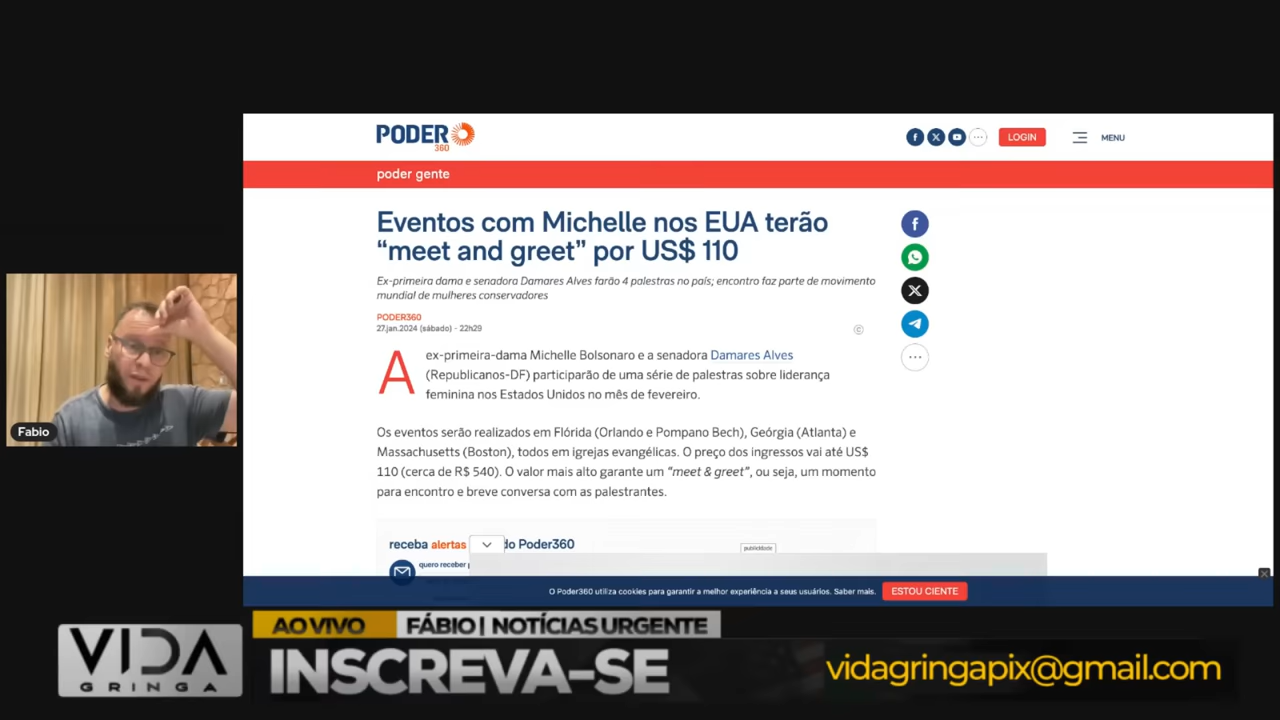 PODER
360
LOGIN
MENU
poder gente
Eventos com Michelle nos EUA terão
“meet and greet” por US$ 110
Ex-primeira dama e senadora Damares Alves farão 4 palestras no país; encontro faz parte de movimento
mundial de mulheres conservadores
PODER360
27.jan.2024 (sábado) - 22h29
A ex-primeira-dama Michelle Bolsonaro e a senadora Damares Alves
(Republicanos-DF) participarão de uma série de palestras sobre liderança
feminina nos Estados Unidos no mês de fevereiro.
Os eventos serão realizados em Flórida (Orlando e Pompano Bech), Geórgia (Atlanta) e
Massachusetts (Boston), todos em igrejas evangélicas. O preço dos ingressos vai até US$
110 (cerca de R$ 540). O valor mais alto garante um “meet & greet”, ou seja, um momento
para encontro e breve conversa com as palestrantes.
receba alertas do Poder360
publicidade
quero receber
O Poder360 utiliza cookies para garantir a melhor experiência a seus usuários. Saber mais.
ESTOU CIENTE
Fabio
AO VIVO
FÁBIO | NOTÍCIAS URGENTE
VIDA
GRINGA
INSCREVA-SE
vidagringapix@gmail.com